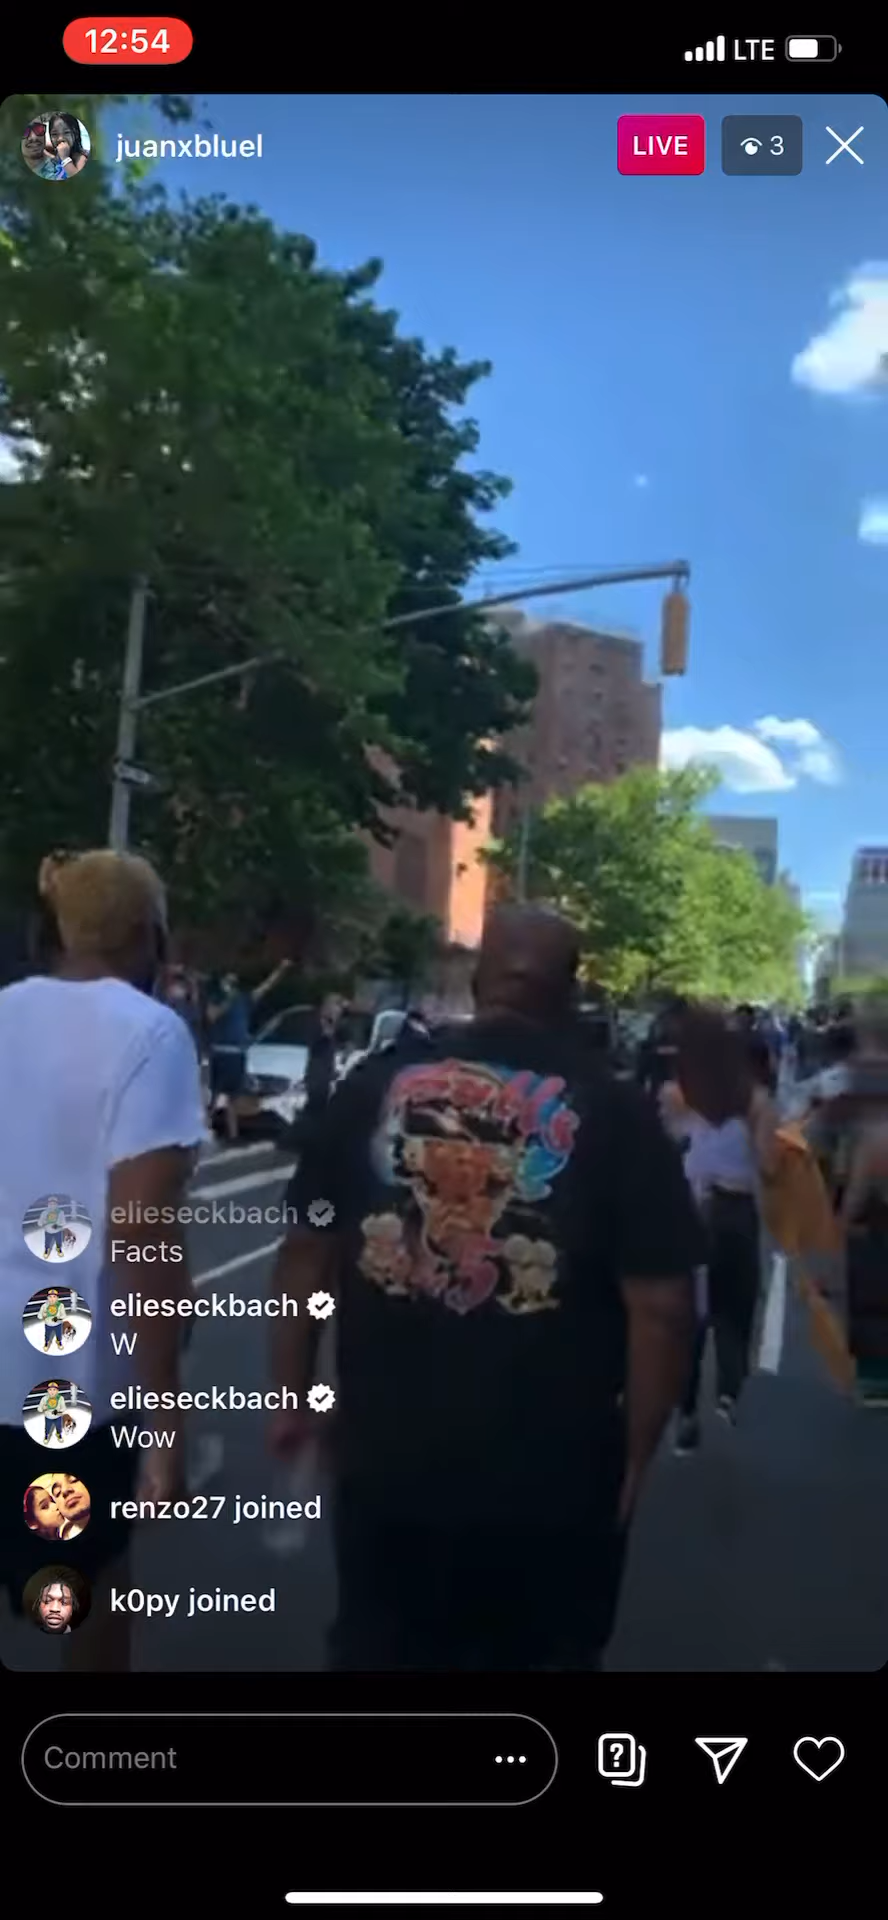 12:54
LTE
juanxbluel
LIVE
3
elieseckbach
Facts
elieseckbach
W
elieseckbach
Wow
renzo27 joined
k0py joined
Comment
?